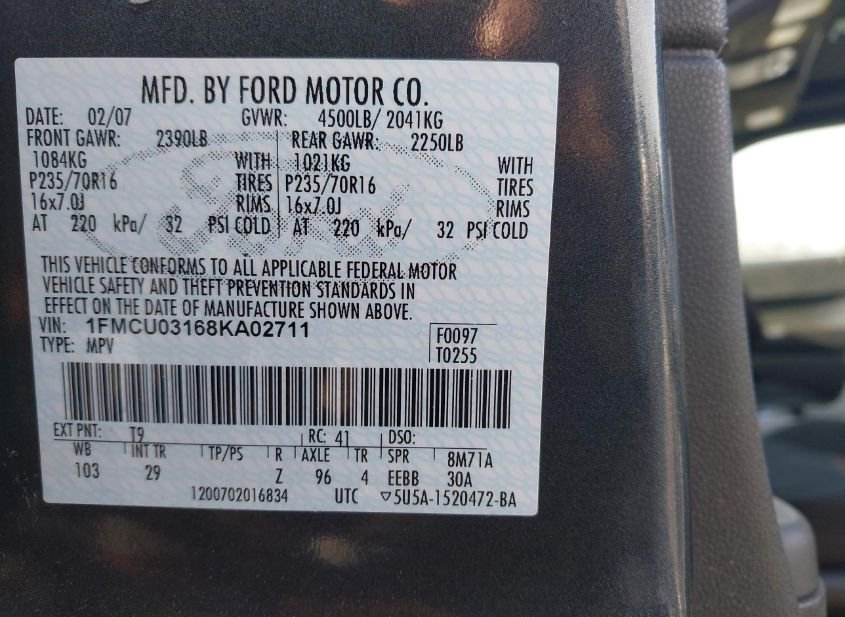 MFD. BY FORD MOTOR CO.
DATE: 02/07 GVWR: 4500LB/ 2041KG
FRONT GAWR: 2390LB REAR GAWR: 2250LB
1084KG WITH 1021KG WITH
P235/70R16 TIRES P235/70R16 TIRES
16x7.0J RIMS 16x7.0J RIMS
AT 220 kPa/ 32 PSI COLD AT 220 kPa/ 32 PSI COLD
THIS VEHICLE CONFORMS TO ALL APPLICABLE FEDERAL MOTOR
VEHICLE SAFETY AND THEFT PREVENTION STANDARDS IN
EFFECT ON THE DATE OF MANUFACTURE SHOWN ABOVE.
VIN: 1FMCU03168KA02711 F0097
TYPE: MPV T0255
EXT PNT: T9 RC: 41 DSO:
WB INT TR TP/PS R AXLE TR SPR 8M71A
103 29 Z 96 4 EEBB 30A
1200702016834 UTC ▽5U5A-1520472-BA